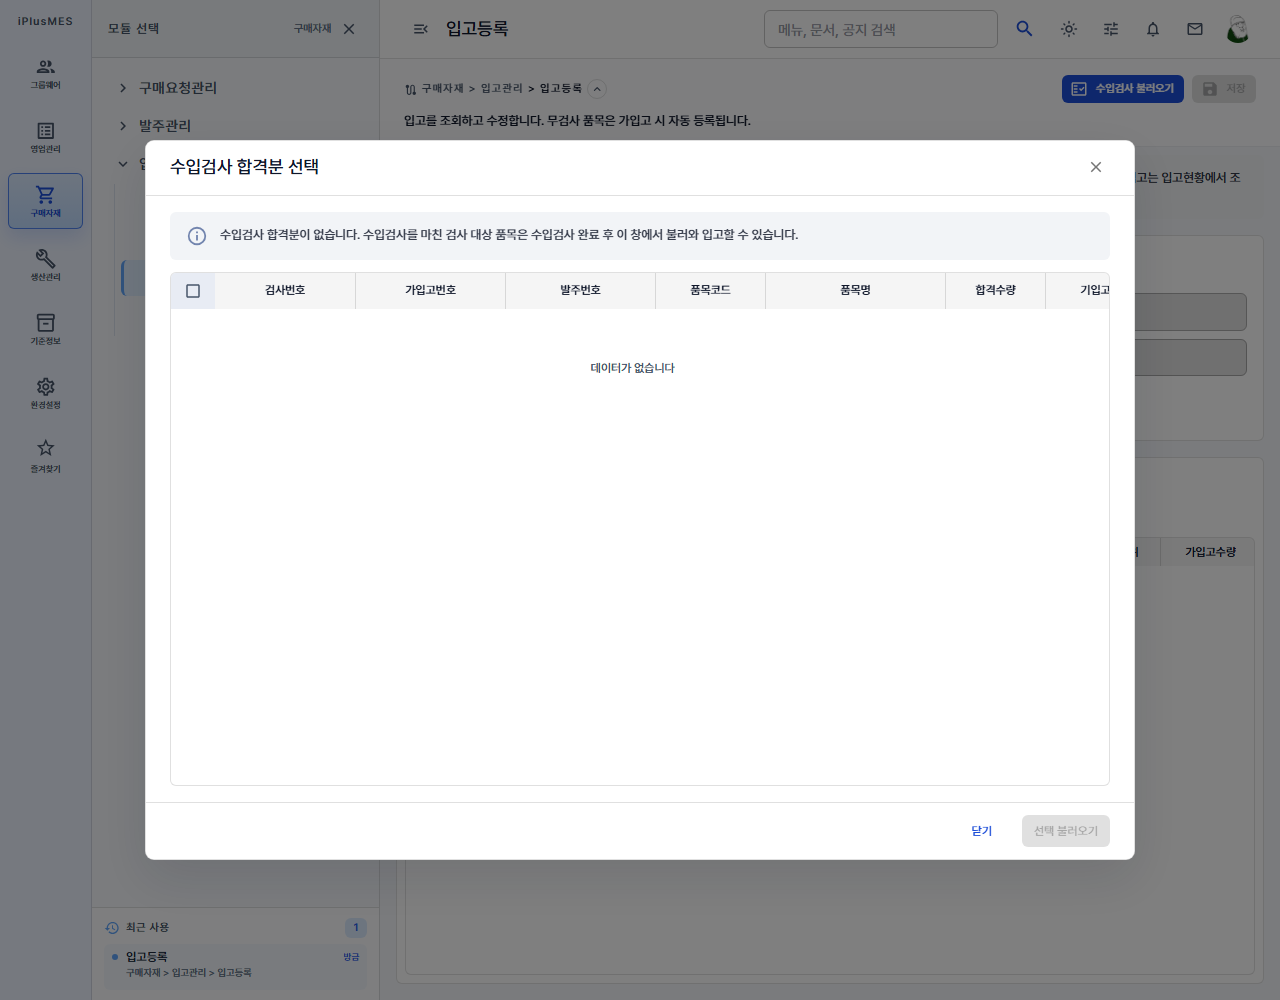 iPlusMES
그룹웨어
영업관리
구매자재
생산관리
기준정보
환경설정
즐겨찾기
모듈 선택
구매자재
구매요청관리
발주관리
최근 사용
1
입고등록
방금
구매자재 > 입고관리 > 입고등록
입고등록
메뉴, 문서, 공지 검색
구매자재 > 입고관리 > 입고등록
수입검사 불러오기
저장
입고를 조회하고 수정합니다. 무검사 품목은 가입고 시 자동 등록됩니다.
고는 입고현황에서 조
가입고수량
수입검사 합격분 선택
수입검사 합격분이 없습니다. 수입검사를 마친 검사 대상 품목은 수입검사 완료 후 이 창에서 불러와 입고할 수 있습니다.
검사번호
가입고번호
발주번호
품목코드
품목명
합격수량
기입고
데이터가 없습니다
닫기
선택 불러오기